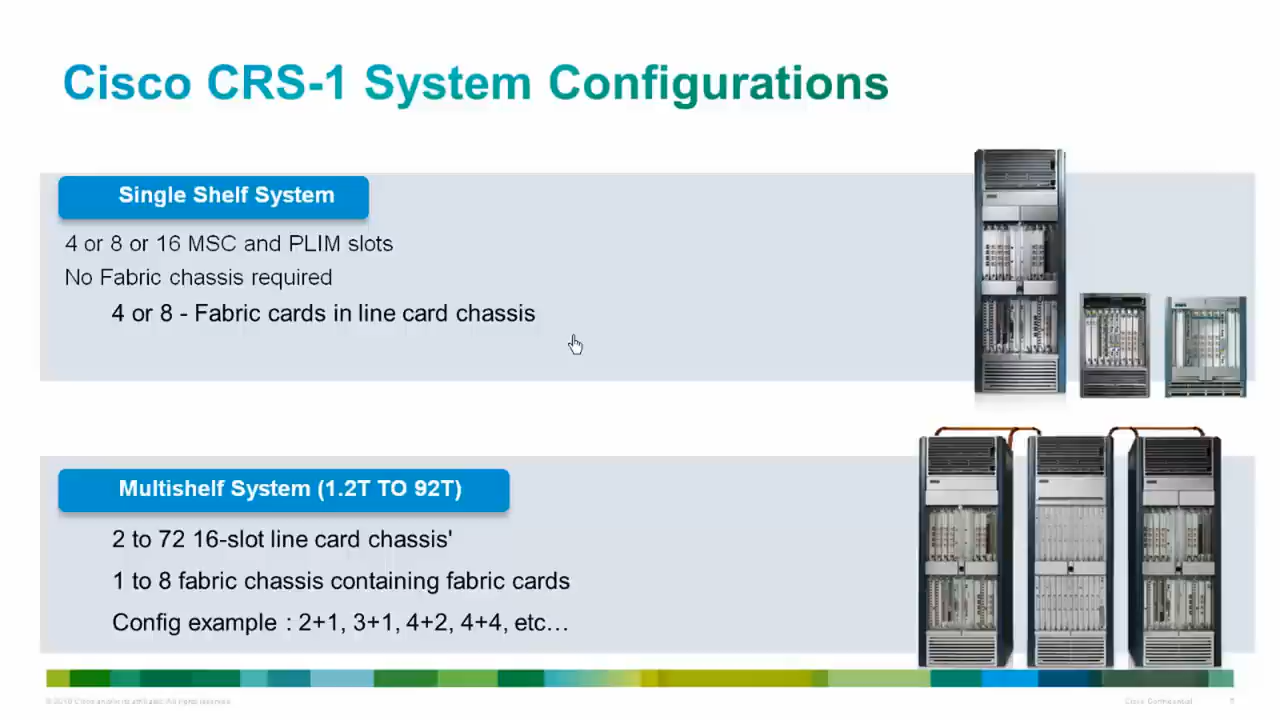 Cisco CRS-1 System Configurations
Single Shelf System
4 or 8 or 16 MSC and PLIM slots
No Fabric chassis required
4 or 8 - Fabric cards in line card chassis
Multishelf System (1.2T TO 92T)
2 to 72 16-slot line card chassis'
1 to 8 fabric chassis containing fabric cards
Config example : 2+1, 3+1, 4+2, 4+4, etc…
Cisco Confidential